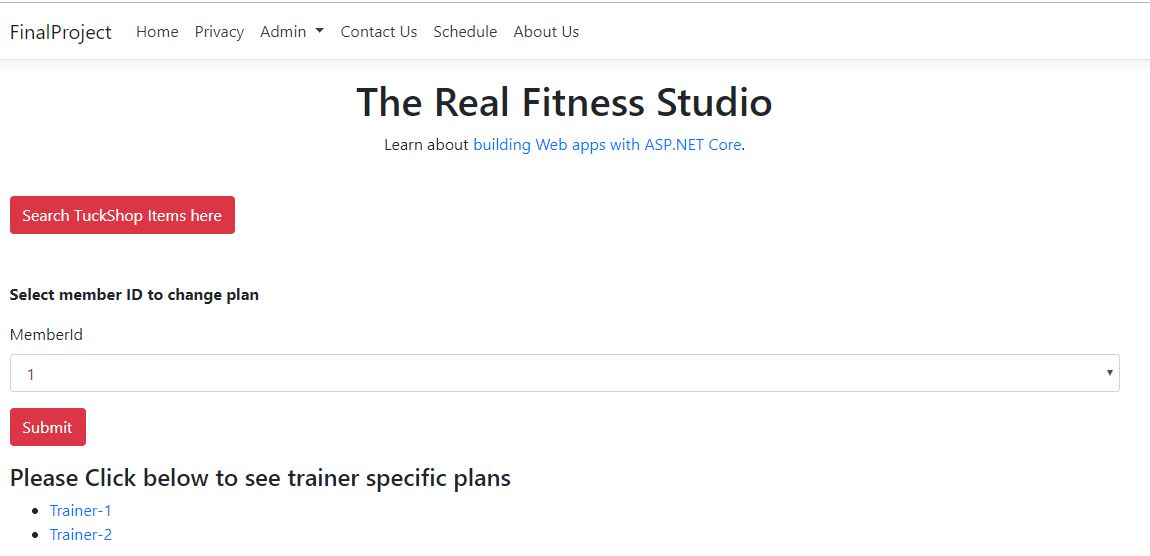 FinalProject Home Privacy Admin Contact Us Schedule About Us
The Real Fitness Studio
Learn about building Web apps with ASP.NET Core.
Search TuckShop Items here
Select member ID to change plan
MemberId
1
Submit
Please Click below to see trainer specific plans
Trainer-1
Trainer-2